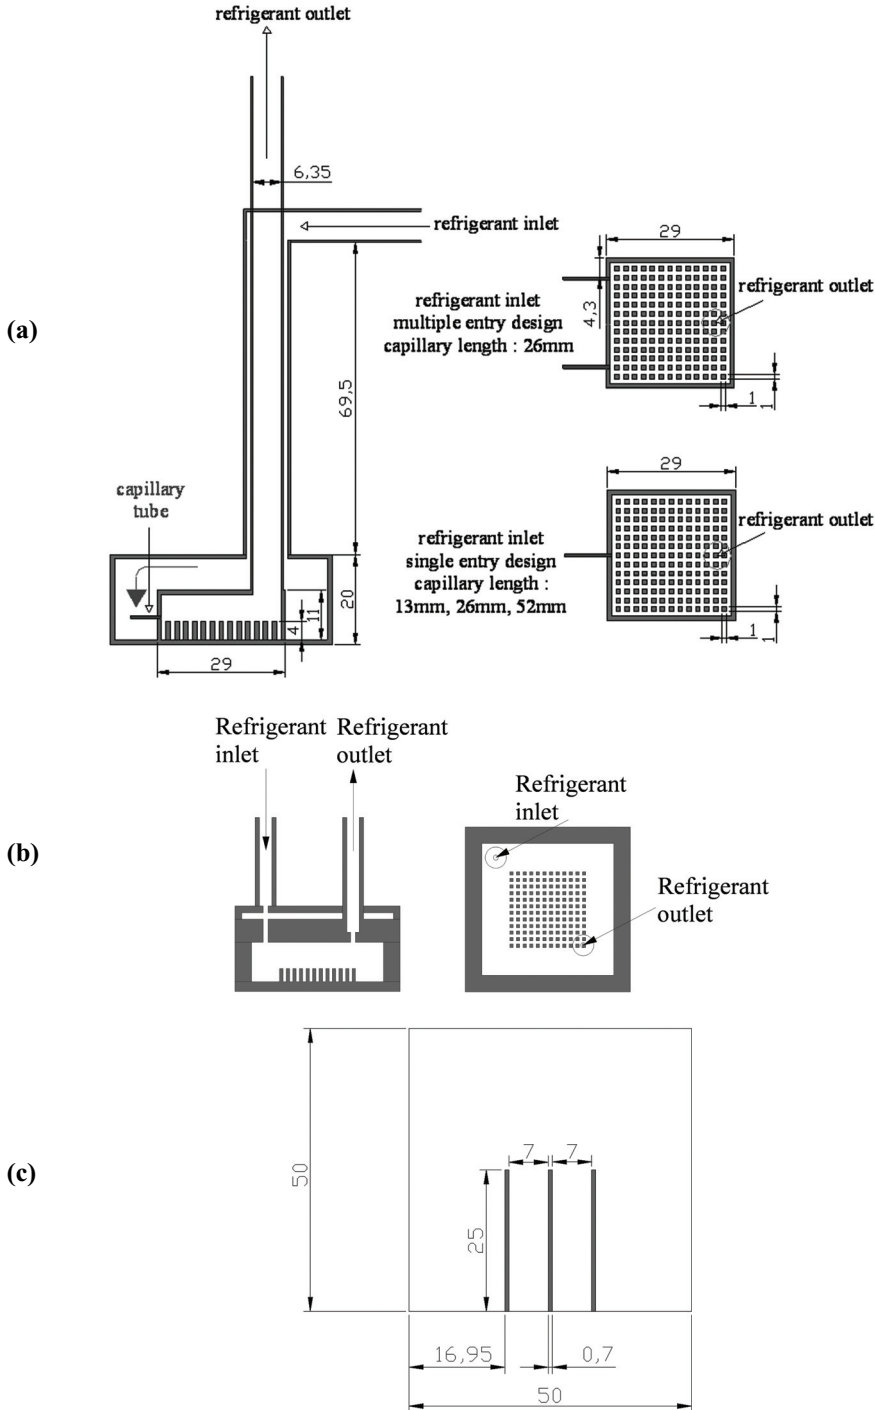 refrigerant outlet
6,35
refrigerant inlet
69,5
capillary
tube
20
11
4
29
(a)
29
refrigerant inlet
multiple entry design
capillary length : 26mm
4,3
refrigerant outlet
1
1
29
refrigerant inlet
single entry design
capillary length :
13mm, 26mm, 52mm
refrigerant outlet
1
1
(b)
Refrigerant
inlet
Refrigerant
outlet
Refrigerant
inlet
Refrigerant
outlet
(c)
50
7
7
25
16,95
0,7
50